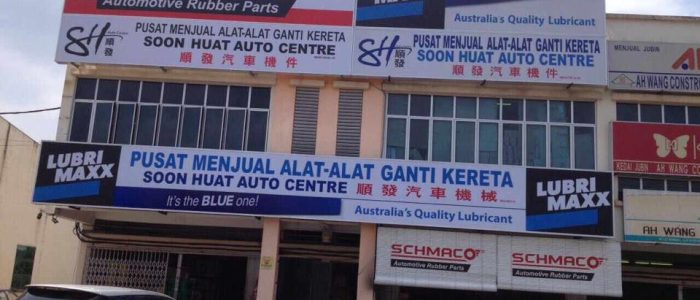 Automotive Rubber Parts
MAXX
Australia's Quality Lubricant
SH
順
發
PUSAT MENJUAL ALAT-ALAT GANTI KERETA
SOON HUAT AUTO CENTRE
順發汽車機件
SH
順
發
PUSAT MENJUAL ALAT-ALAT GANTI KERETA
SOON HUAT AUTO CENTRE
順發汽車機件
MENJUAL JUBIN
AH WANG CONSTRU
KEDAI JUBIN AH WANG CO
LUBRI
MAXX
PUSAT MENJUAL ALAT-ALAT GANTI KERETA
SOON HUAT AUTO CENTRE 順發汽車機械
It's the BLUE one!
Australia's Quality Lubricant
LUBRI
MAXX
AH WANG
SCHMACO
Automotive Rubber Parts
SCHMACO
Automotive Rubber Parts